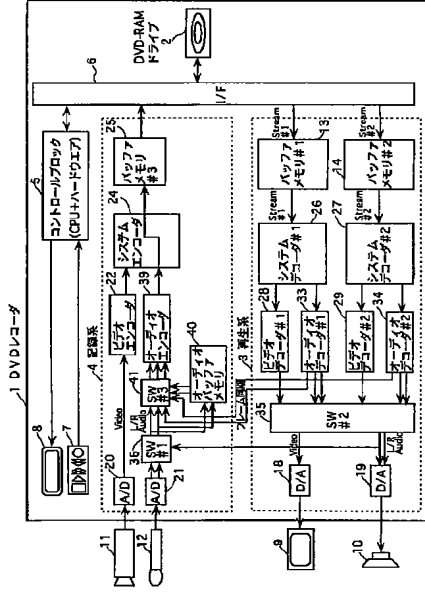 1 DVDレコーダ
8
7
5
コントロールブロック
(CPU+ハードウエア)
DVD-RAM
ドライブ
2
I/F
6
4 記録系
11
12
20
A/D
21
A/D
Video
L/R
Audio
36
SW
#1
41
SW
#3
22
ビデオ
エンコーダ
39
オーディオ
エンコーダ
40
オーディオ
バッファ
メモリ
24
システム
エンコーダ
25
バッファ
メモリ
#3
3 再生系
フレーム同期
35
SW
#2
28
ビデオ
デコーダ#1
33
オーディオ
デコーダ#1
29
ビデオ
デコーダ#2
34
オーディオ
デコーダ#2
26
システム
デコーダ#1
27
システム
デコーダ#2
Stream
#1
Stream
#2
13
バッファ
メモリ#1
14
バッファ
メモリ#2
Stream
#1
Stream
#2
Video
L/R
Audio
18
D/A
19
D/A
9
10